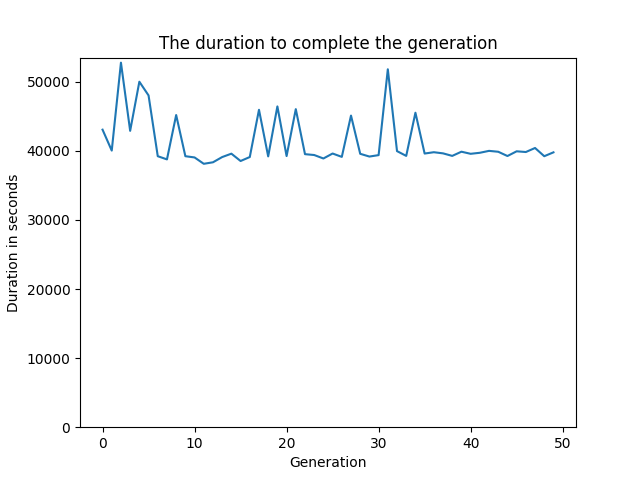 The duration to complete the generation
Duration in seconds
50000
40000
30000
20000
10000
0
0 10 20 30 40 50
Generation